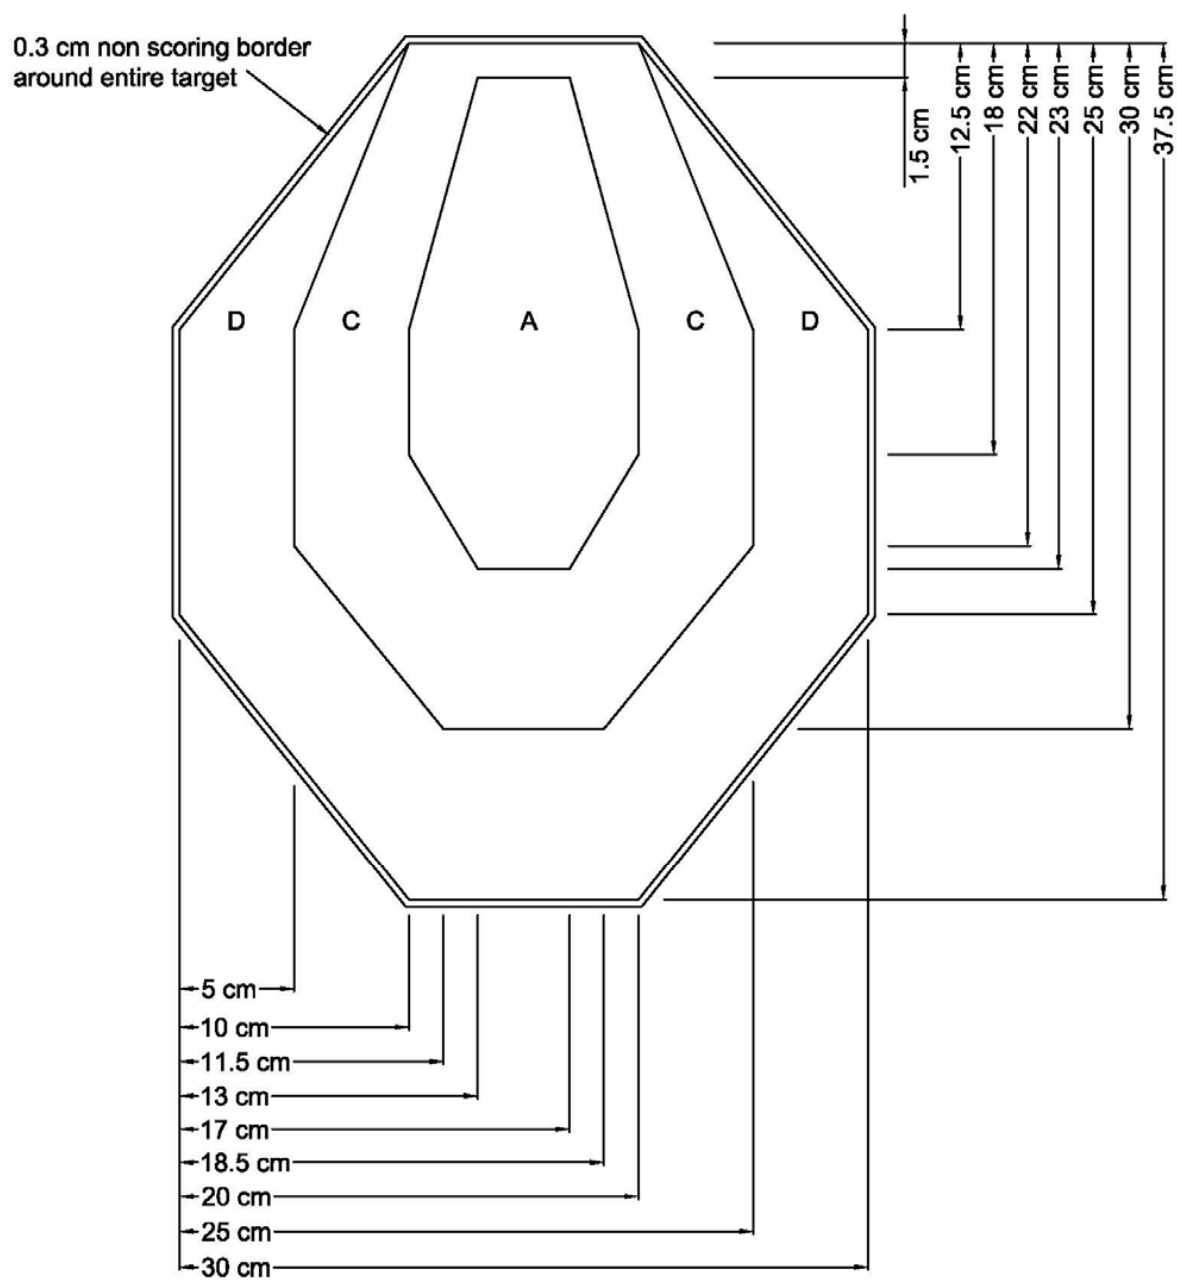 0.3 cm non scoring border
around entire target
1.5 cm
12.5 cm
18 cm
22 cm
23 cm
25 cm
30 cm
37.5 cm
D
C
A
C
D
5 cm
10 cm
11.5 cm
13 cm
17 cm
18.5 cm
20 cm
25 cm
30 cm